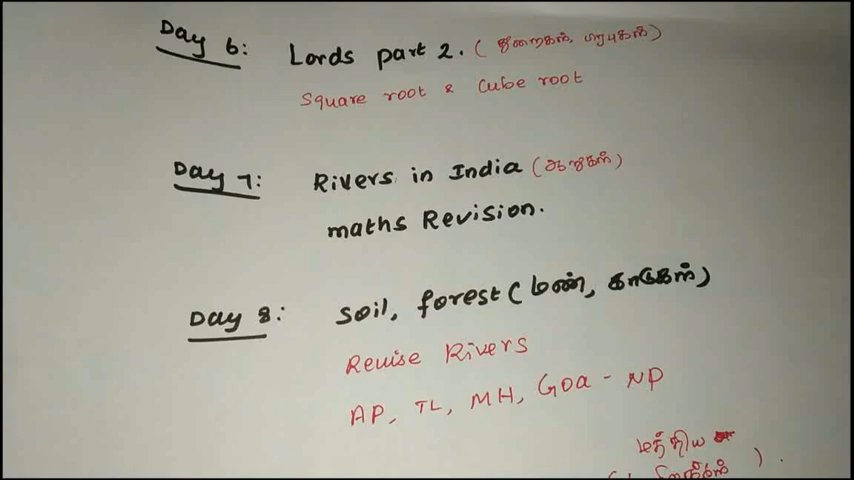 Day 6: Lords part 2. (
Square root & Cube root
Day 7: Rivers in India (ஆறுகள்)
maths Revision.
Day 8: Soil, forest (மண், காடுகள்)
Revise Rivers
AP, TL, MH, Goa - NP
மத்திய